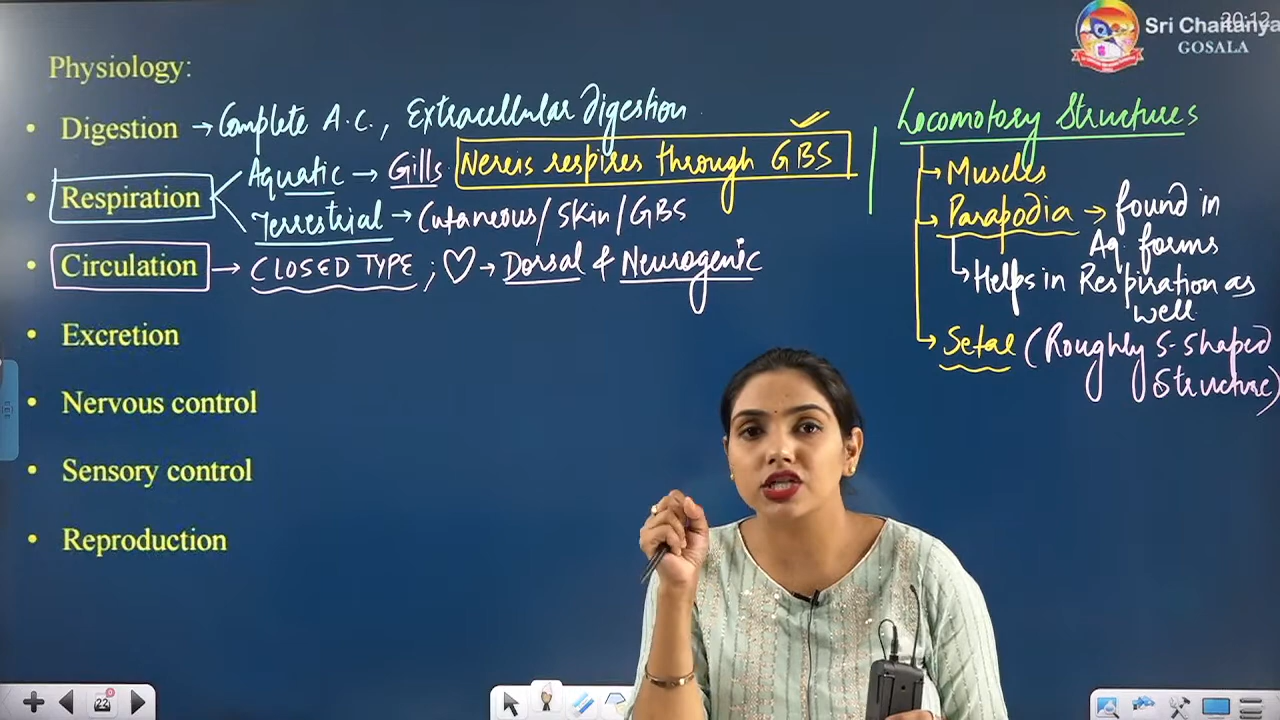 20:12
Sri Chaitanya
GOSALA
Physiology:
• Digestion → Complete A.C., Extracellular digestion
• Respiration
Aquatic → Gills
Nereis respires through GBS
Terrestrial → Cutaneous/Skin/GBS
• Circulation → CLOSED TYPE ; ♡→ Dorsal & Neurogenic
• Excretion
• Nervous control
• Sensory control
• Reproduction
Locomotory Structures
→ Muscles
→ Parapodia → found in
Aq. forms
→ Helps in Respiration as
well.
→ Setae (Roughly S-shaped
Structure)
22